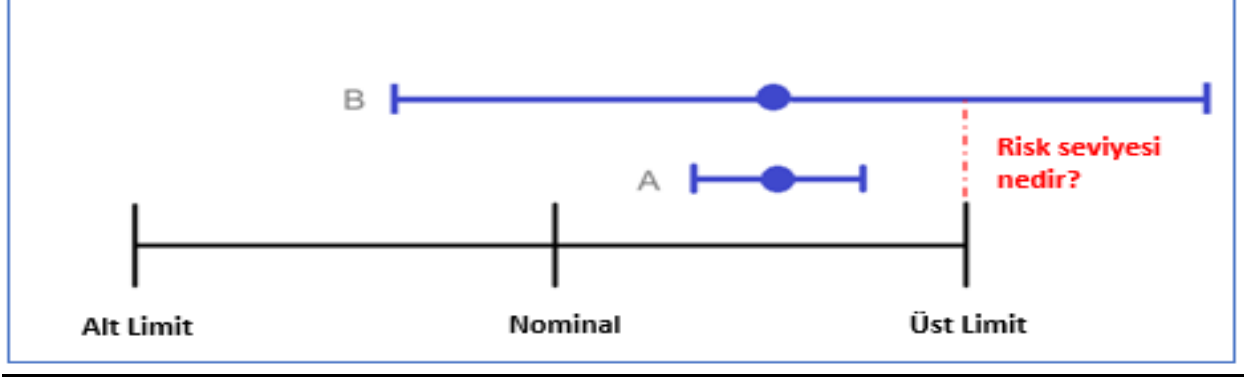 B
Risk seviyesi
nedir?
A
Alt Limit
Nominal
Üst Limit